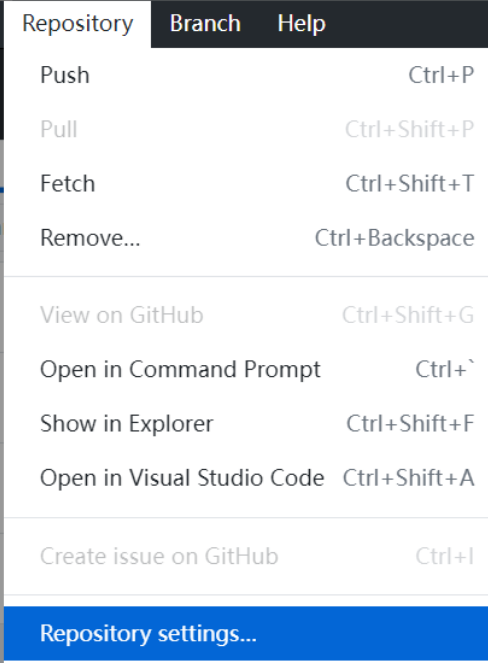 Repository Branch Help
Push Ctrl+P
Pull Ctrl+Shift+P
Fetch Ctrl+Shift+T
Remove... Ctrl+Backspace
View on GitHub Ctrl+Shift+G
Open in Command Prompt Ctrl+`
Show in Explorer Ctrl+Shift+F
Open in Visual Studio Code Ctrl+Shift+A
Create issue on GitHub Ctrl+I
Repository settings...